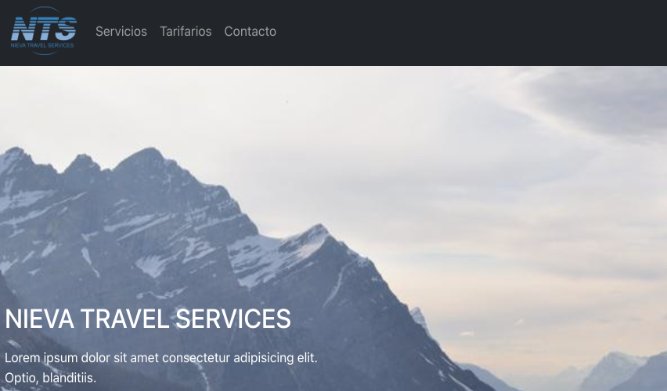 NTS
NIEVA TRAVEL SERVICES
Servicios Tarifarios Contacto
NIEVA TRAVEL SERVICES
Lorem ipsum dolor sit amet consectetur adipisicing elit.
Optio, blanditiis.